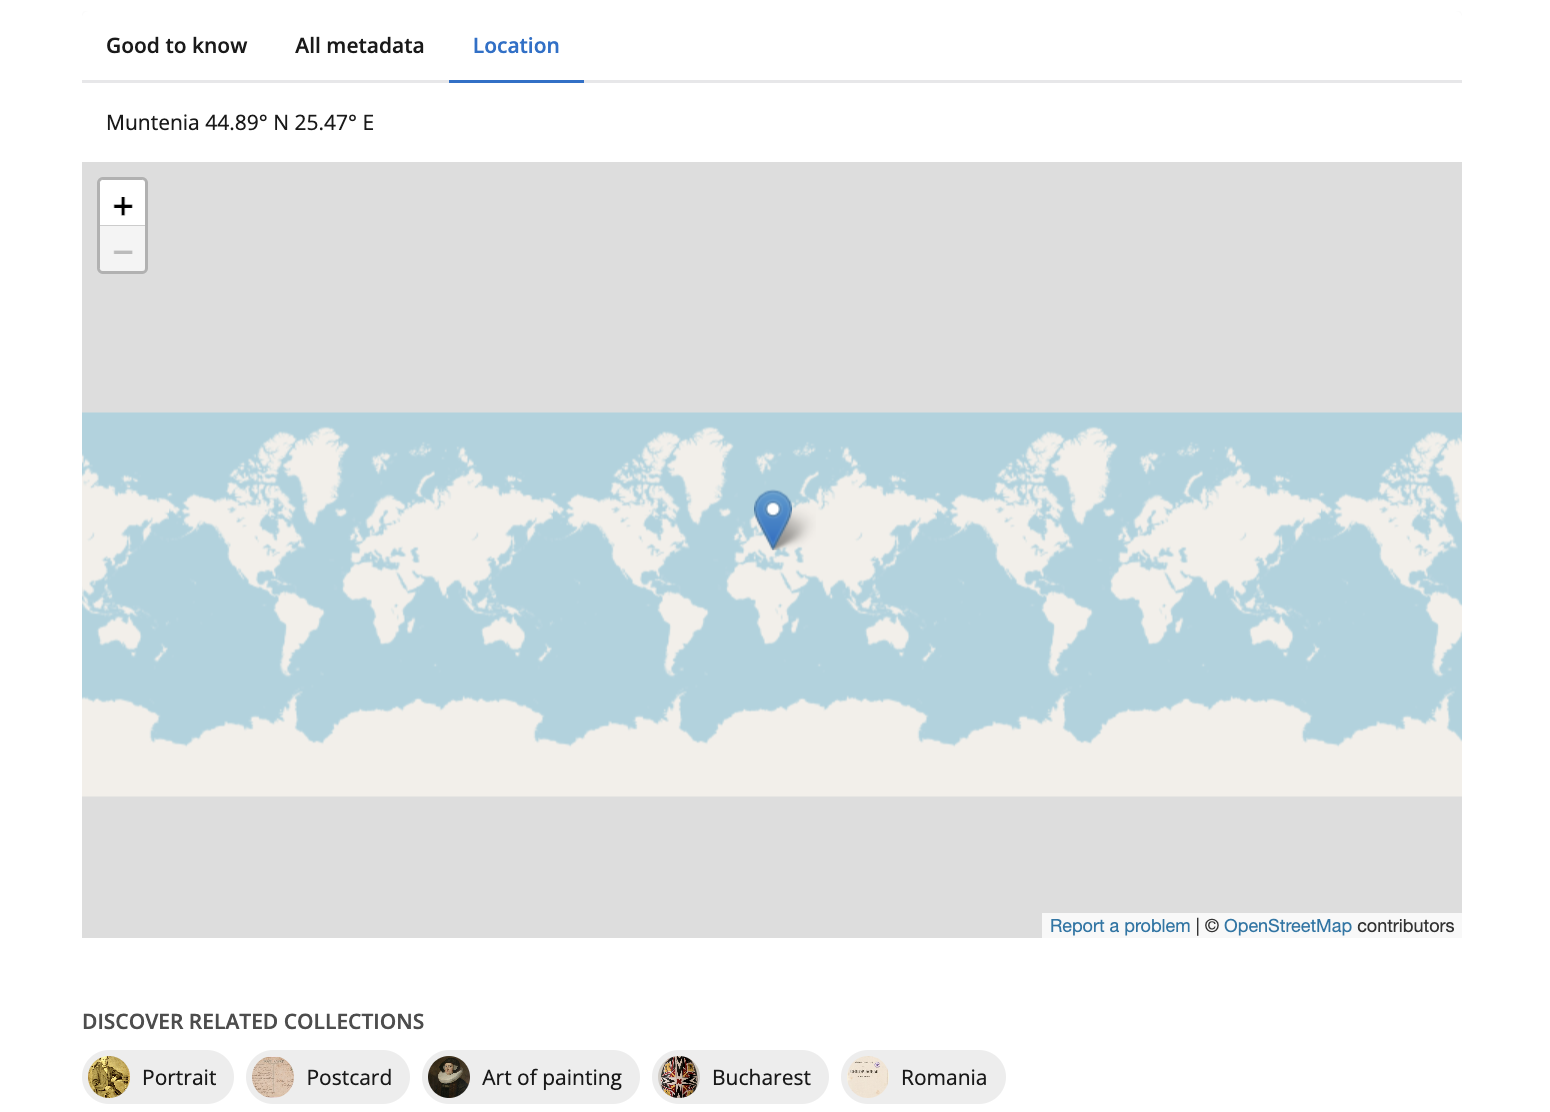 Good to know All metadata Location
Muntenia 44.89° N 25.47° E
+
−
Report a problem | © OpenStreetMap contributors
DISCOVER RELATED COLLECTIONS
Portrait Postcard Art of painting Bucharest Romania